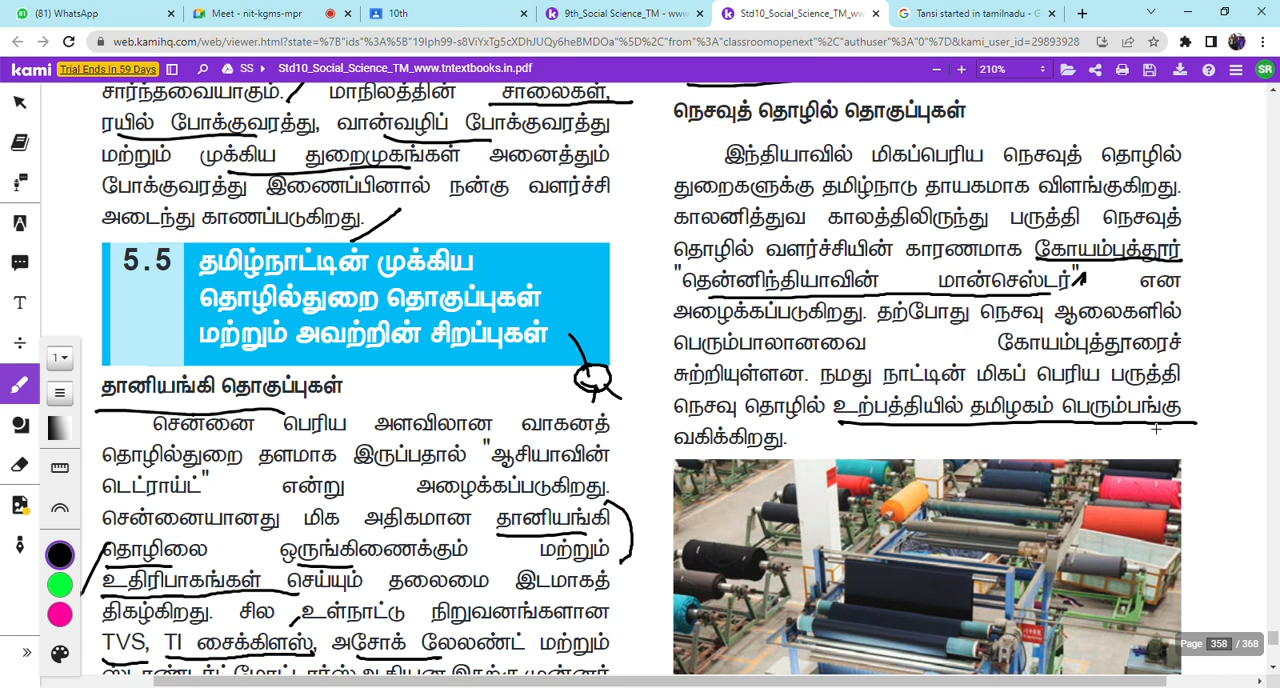 (81) WhatsApp
Meet - nit-kgms-mpr
10th
9th_Social Science_TM - www
Std10_Social_Science_TM_www
Tansi started in tamilnadu - G
web.kamihq.com/web/viewer.html?state=%7B"ids"%3A%5B"19Iph99-s8ViYxTg5cXDhJUQy6heBMDOa"%5D%2C"from"%3A"classroomopenext"%2C"authuser"%3A"0"%7D&kami_user_id=29893928
kami Trial Ends In 59 Days SS Std10_Social_Science_TM_www.tntextbooks.in.pdf 210% SR
சார்ந்தவையாகும். மாநிலத்தின் சாலைகள்,
ரயில் போக்குவரத்து, வான்வழிப் போக்குவரத்து
மற்றும் முக்கிய துறைமுகங்கள் அனைத்தும்
போக்குவரத்து இணைப்பினால் நன்கு வளர்ச்சி
அடைந்து காணப்படுகிறது.
5.5 தமிழ்நாட்டின் முக்கிய
தொழில்துறை தொகுப்புகள்
மற்றும் அவற்றின் சிறப்புகள்
தானியங்கி தொகுப்புகள்
சென்னை பெரிய அளவிலான வாகனத்
தொழில்துறை தளமாக இருப்பதால் "ஆசியாவின்
டெட்ராய்ட்" என்று அழைக்கப்படுகிறது.
சென்னையானது மிக அதிகமான தானியங்கி
தொழிலை ஒருங்கிணைக்கும் மற்றும்
உதிரிபாகங்கள் செய்யும் தலைமை இடமாகத்
திகழ்கிறது. சில உள்நாட்டு நிறுவனங்களான
TVS, TI சைக்கிளஸ், அசோக் லேலண்ட் மற்றும்
நெசவுத் தொழில் தொகுப்புகள்
இந்தியாவில் மிகப்பெரிய நெசவுத் தொழில்
துறைகளுக்கு தமிழ்நாடு தாயகமாக விளங்குகிறது.
காலனித்துவ காலத்திலிருந்து பருத்தி நெசவுத்
தொழில் வளர்ச்சியின் காரணமாக கோயம்புத்தூர்
"தென்னிந்தியாவின் மான்செஸ்டர்" என
அழைக்கப்படுகிறது. தற்போது நெசவு ஆலைகளில்
பெரும்பாலானவை கோயம்புத்தூரைச்
சுற்றியுள்ளன. நமது நாட்டின் மிகப் பெரிய பருத்தி
நெசவு தொழில் உற்பத்தியில் தமிழகம் பெரும்பங்கு
வகிக்கிறது.
1
Page 358 / 368